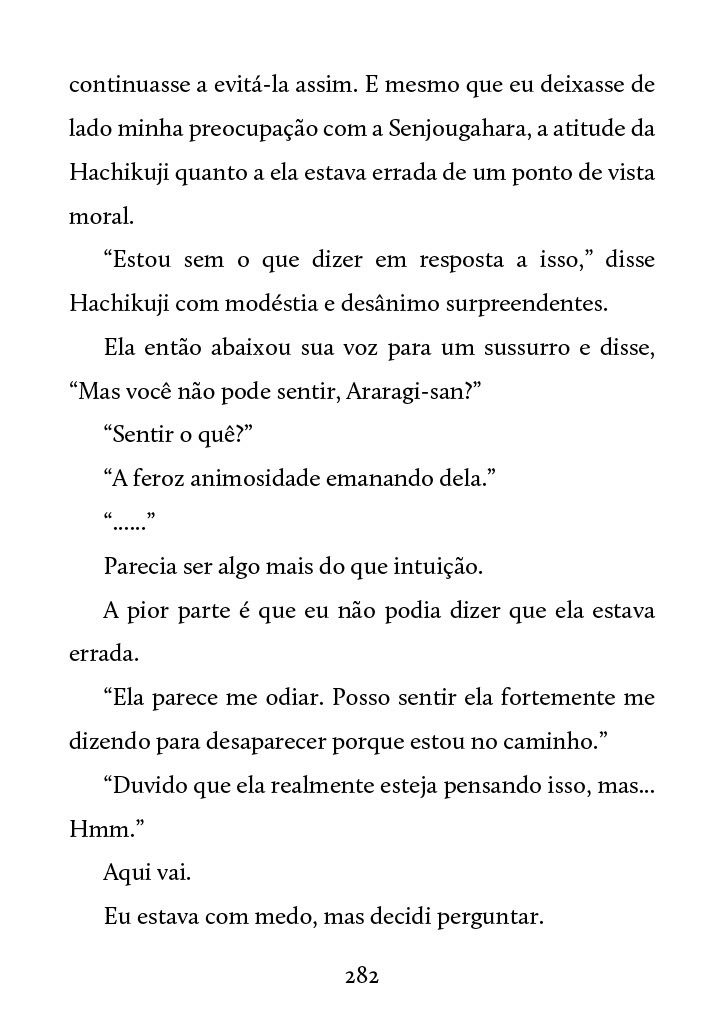 continuasse a evitá-la assim. E mesmo que eu deixasse de
lado minha preocupação com a Senjougahara, a atitude da
Hachikuji quanto a ela estava errada de um ponto de vista
moral.
“Estou sem o que dizer em resposta a isso,” disse
Hachikuji com modéstia e desânimo surpreendentes.
Ela então abaixou sua voz para um sussurro e disse,
“Mas você não pode sentir, Araragi-san?”
“Sentir o quê?”
“A feroz animosidade emanando dela.”
“......”
Parecia ser algo mais do que intuição.
A pior parte é que eu não podia dizer que ela estava
errada.
“Ela parece me odiar. Posso sentir ela fortemente me
dizendo para desaparecer porque estou no caminho.”
“Duvido que ela realmente esteja pensando isso, mas...
Hmm.”
Aqui vai.
Eu estava com medo, mas decidi perguntar.
282